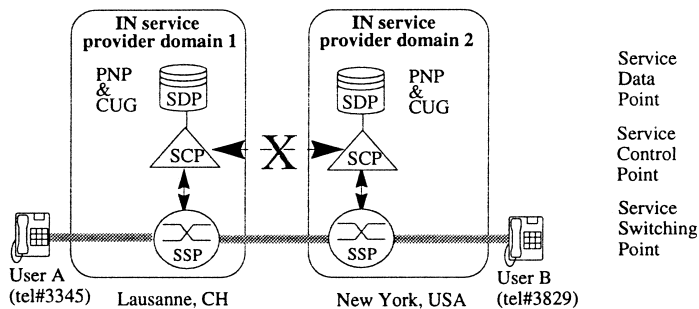 IN service
provider domain 1
PNP
&
CUG
SDP
SCP
SSP
IN service
provider domain 2
PNP
&
CUG
SDP
SCP
SSP
X
User A
(tel#3345)
Lausanne, CH
New York, USA
User B
(tel#3829)
Service
Data
Point
Service
Control
Point
Service
Switching
Point